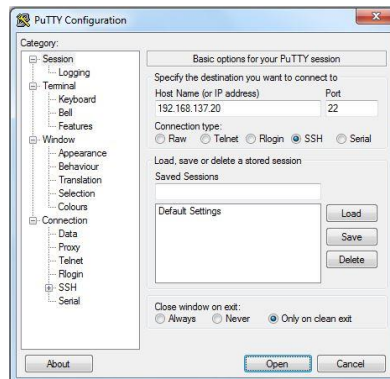 PuTTY Configuration
Category:
Session
Logging
Terminal
Keyboard
Bell
Features
Window
Appearance
Behaviour
Translation
Selection
Colours
Connection
Data
Proxy
Telnet
Rlogin
SSH
Serial
Basic options for your PuTTY session
Specify the destination you want to connect to
Host Name (or IP address) Port
192.168.137.20 22
Connection type:
Raw Telnet Rlogin SSH Serial
Load, save or delete a stored session
Saved Sessions
Default Settings
Load
Save
Delete
Close window on exit:
Always Never Only on clean exit
About Open Cancel